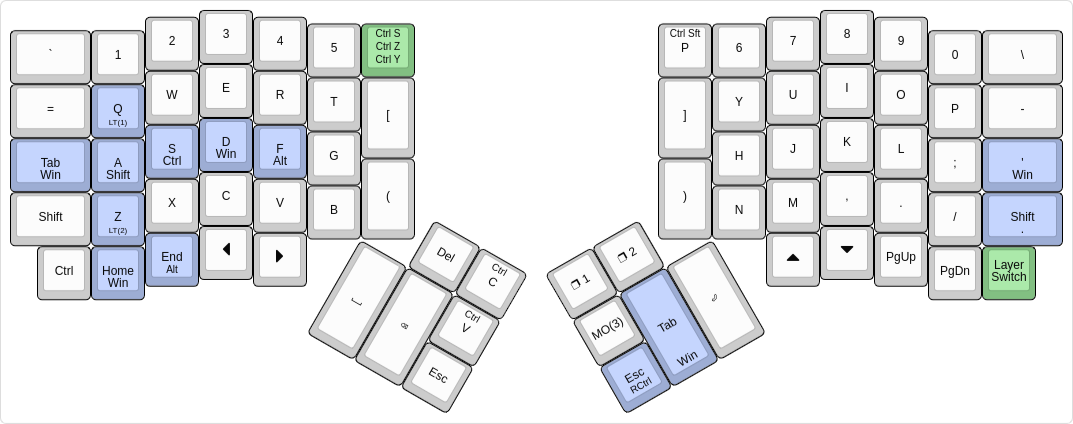 ` 1 2 3 4 5 Ctrl S
Ctrl Z
Ctrl Y
= Q W E R T [
LT(1)
Tab A S D F G
Win Shift Ctrl Win Alt
Shift Z X C V B (
LT(2)
Ctrl Home End
Win Alt
Del Ctrl
C
Ctrl
V
Esc
Ctrl Sft
P 6 7 8 9 0 \
] Y U I O P -
H J K L ; '
Win
) N M , . / Shift
.
PgUp PgDn Layer
Switch
1 2
MO(3) Tab
Win
Esc
RCtrl